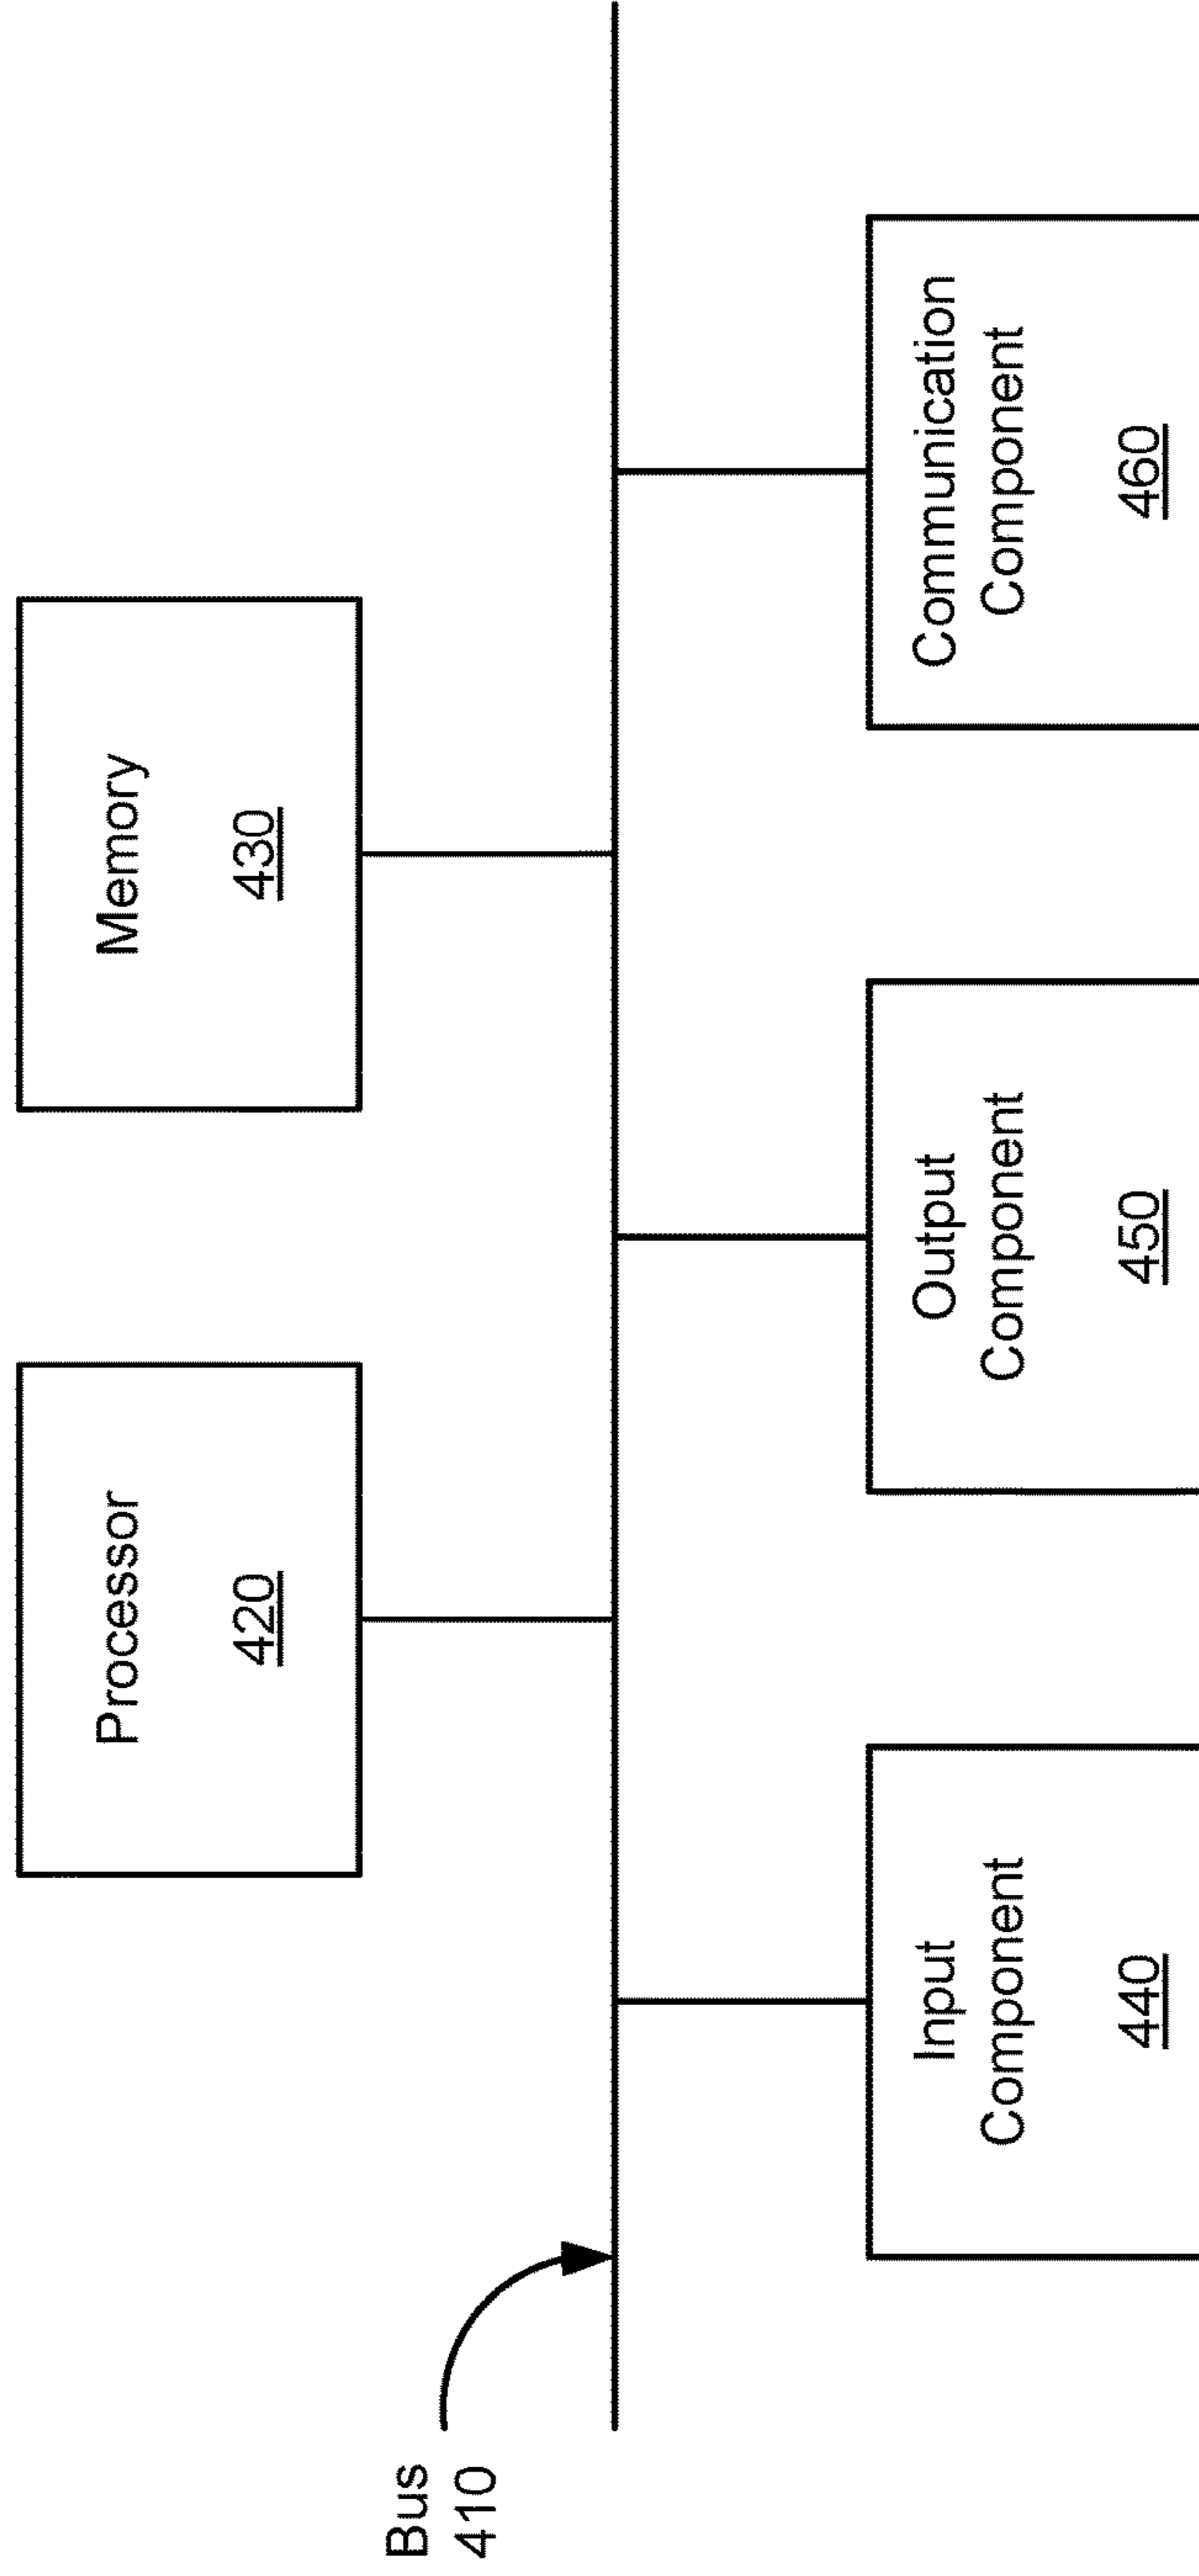 Processor
420
Memory
430
Bus
410
Input
Component
440
Output
Component
450
Communication
Component
460